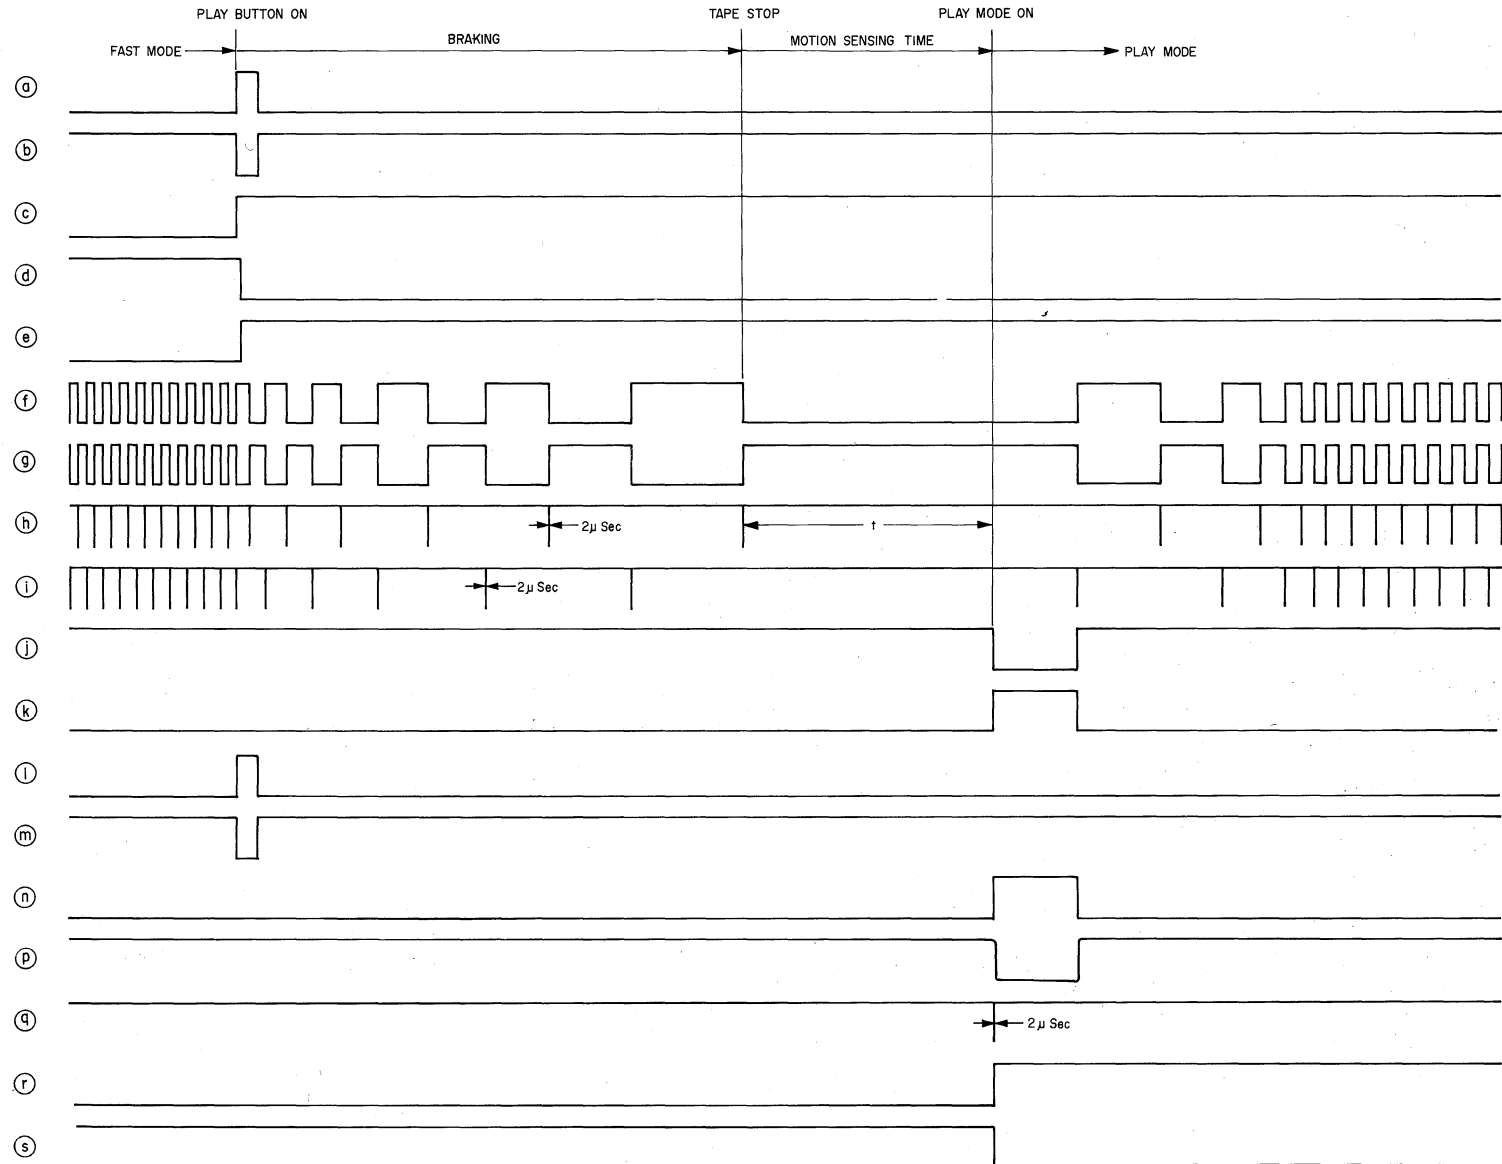 PLAY BUTTON ON TAPE STOP PLAY MODE ON
FAST MODE BRAKING MOTION SENSING TIME PLAY MODE
a
b
c
d
e
f
g
h 2μ Sec t
i 2μ Sec
j
k
l
m
n
p
q 2μ Sec
r
s